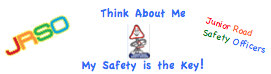 JRSO
Think About Me
Junior Road
Safety Officers
My Safety is the Key!